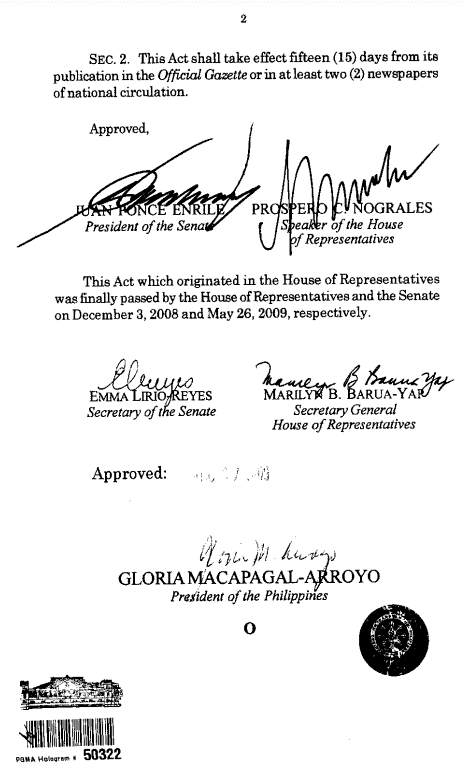 2
SEC. 2. This Act shall take effect fifteen (15) days from its
publication in the Official Gazette or in at least two (2) newspapers
of national circulation.
Approved,
JUAN PONCE ENRILE
President of the Senate
PROSPERO C. NOGRALES
Speaker of the House
of Representatives
This Act which originated in the House of Representatives
was finally passed by the House of Representatives and the Senate
on December 3, 2008 and May 26, 2009, respectively.
EMMA LIRIO-REYES
Secretary of the Senate
Marilyn B Barua Yap
MARILYN B. BARUA-YAP
Secretary General
House of Representatives
Approved:
Gloria M. Arroyo
GLORIA MACAPAGAL-ARROYO
President of the Philippines
O
PGMA Hologram # 50322